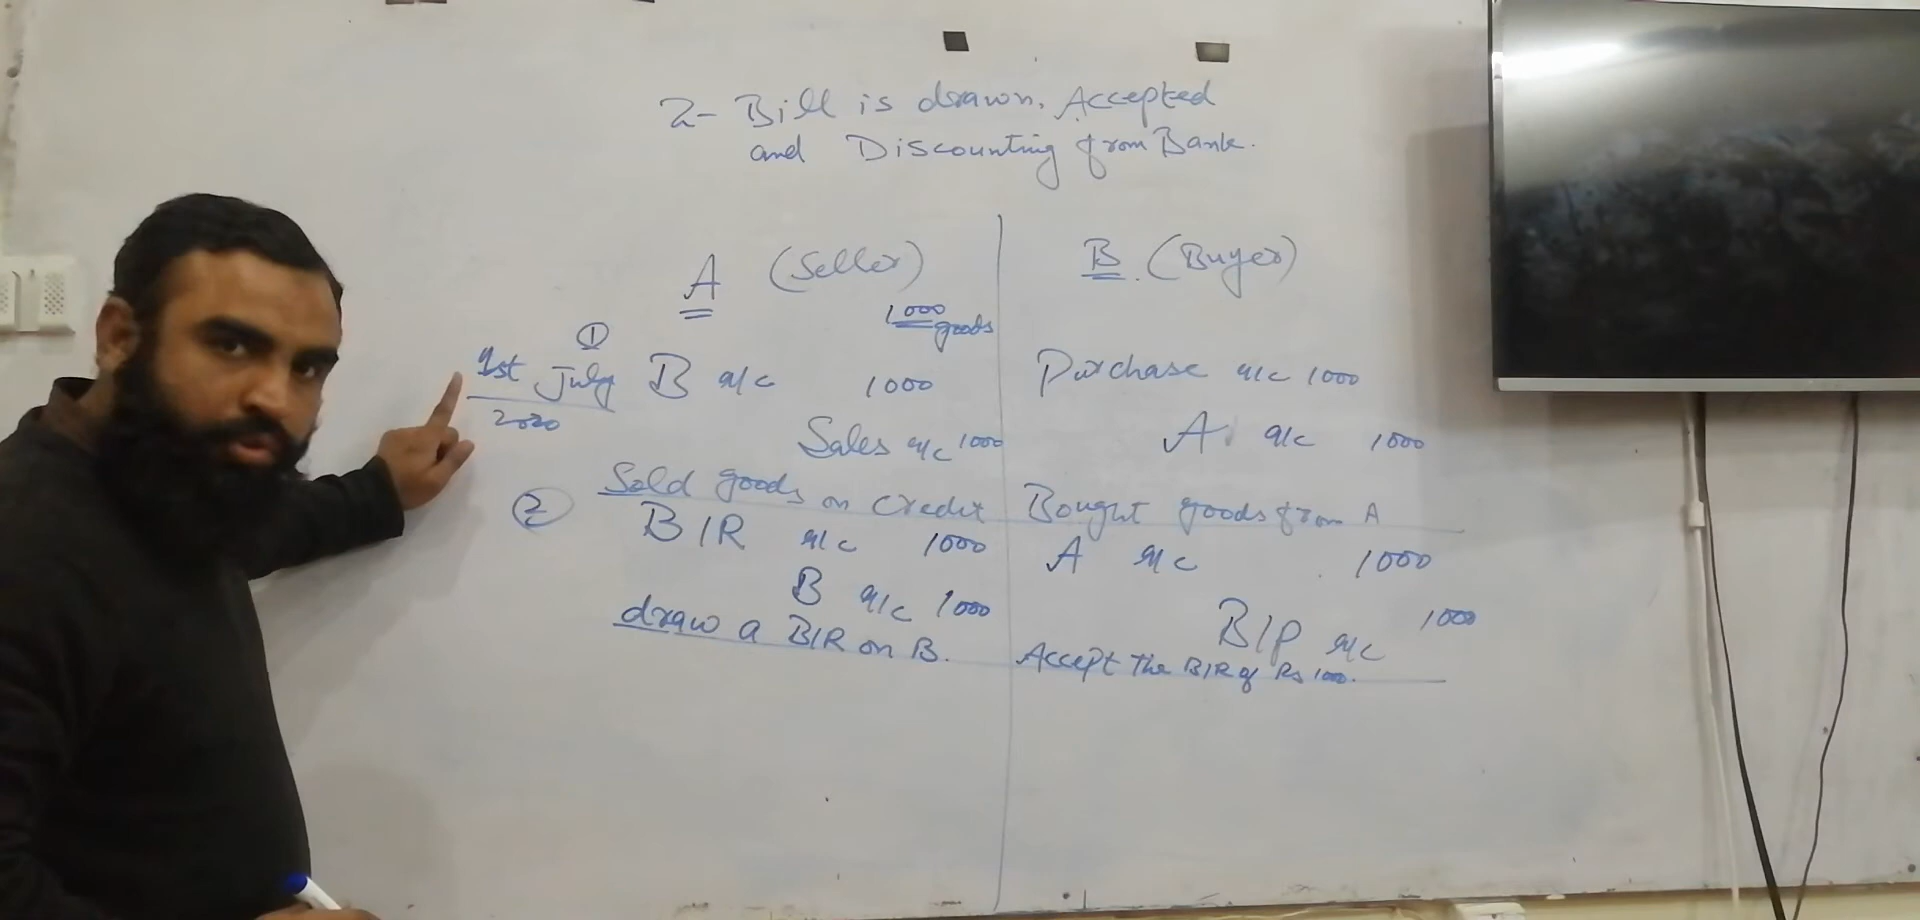 2- Bill is drawn, Accepted
and Discounting from Bank.
A (Seller)
B. (Buyer)
1000
goods
①
1st July
2020
B a/c 1000
Sales a/c 1000
Sold goods on credit
Purchase a/c 1000
A a/c 1000
Bought goods from A
②
B/R a/c 1000
B a/c 1000
draw a B/R on B.
A a/c 1000
B/P a/c 1000
Accept The B/R of Rs 1000.